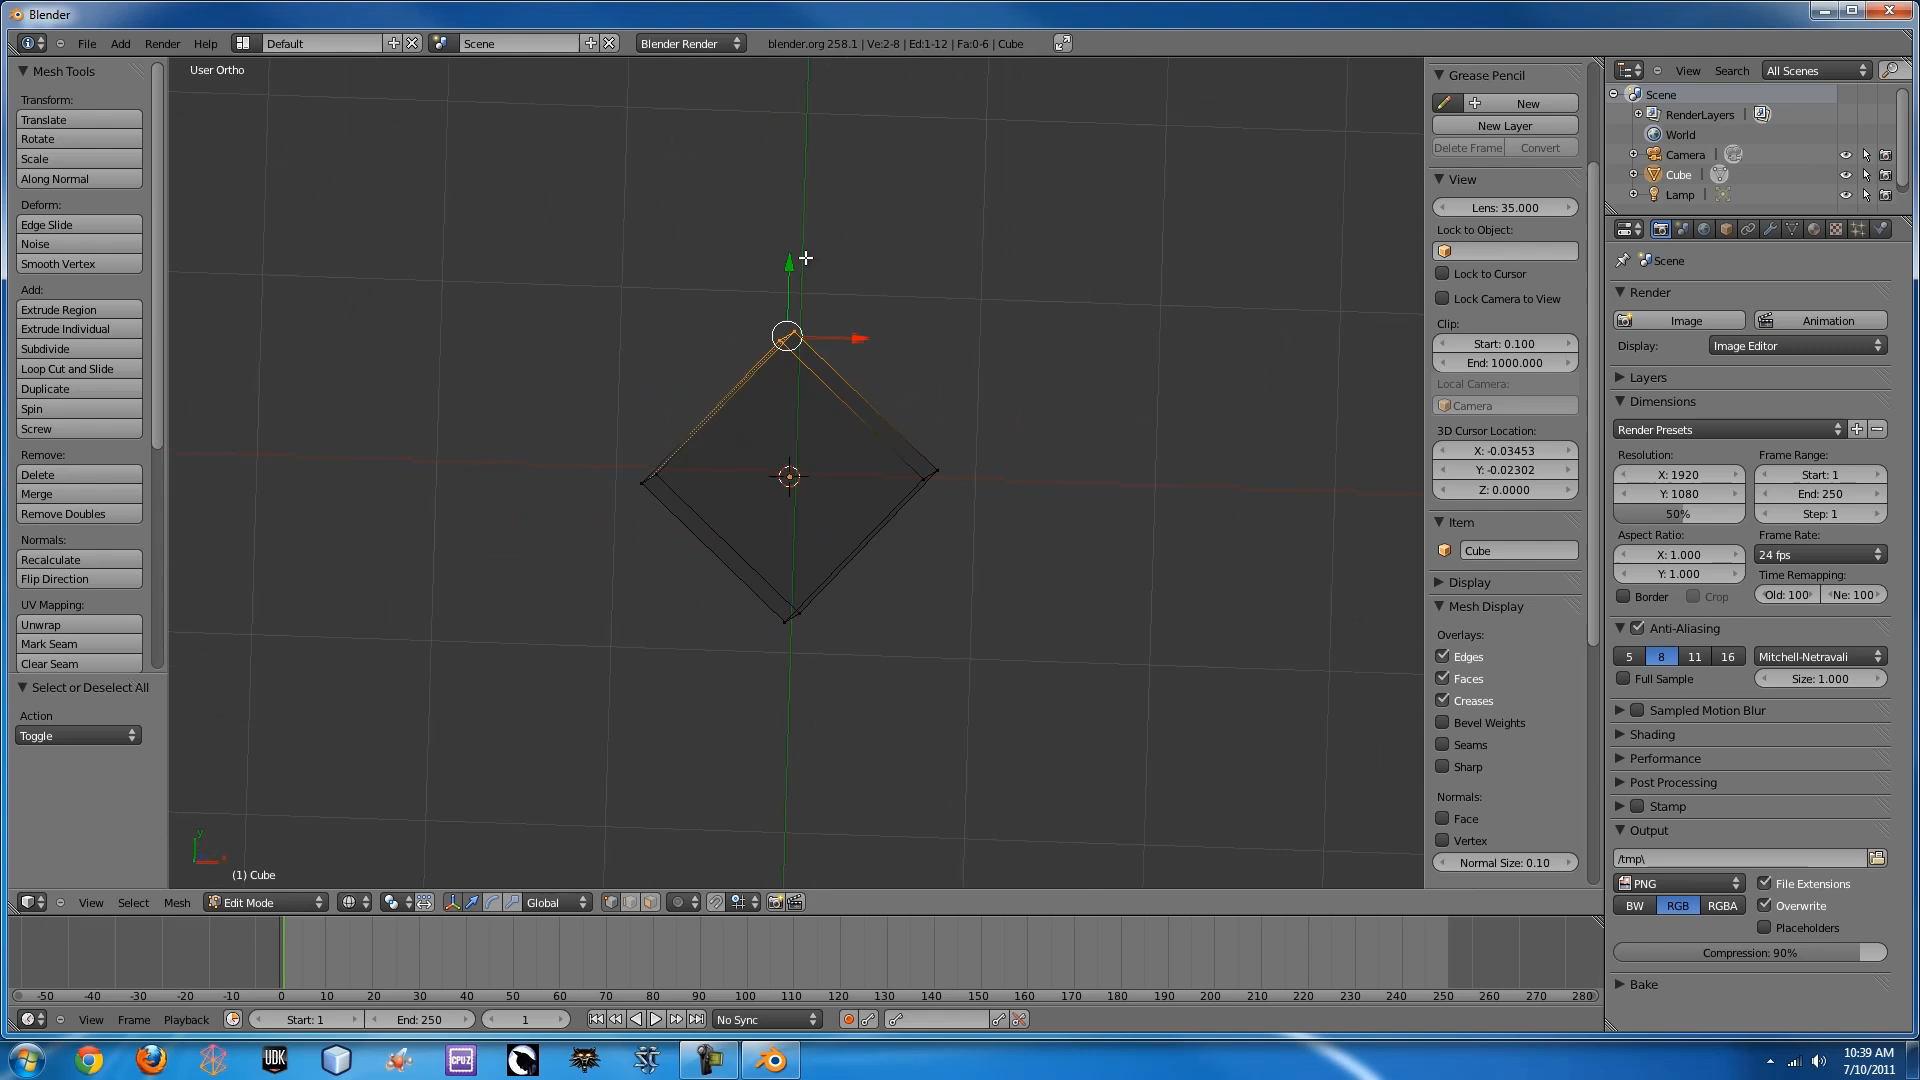 Blender
File Add Render Help Default Scene Blender Render blender.org 258.1 | Ve:2-8 | Ed:1-12 | Fa:0-6 | Cube
Mesh Tools
Transform:
Translate
Rotate
Scale
Along Normal
Deform:
Edge Slide
Noise
Smooth Vertex
Add:
Extrude Region
Extrude Individual
Subdivide
Loop Cut and Slide
Duplicate
Spin
Screw
Remove:
Delete
Merge
Remove Doubles
Normals:
Recalculate
Flip Direction
UV Mapping:
Unwrap
Mark Seam
Clear Seam
Select or Deselect All
Action
Toggle
User Ortho
y
(1) Cube
Grease Pencil
New
New Layer
Delete Frame Convert
View
Lens: 35.000
Lock to Object:
Lock to Cursor
Lock Camera to View
Clip:
Start: 0.100
End: 1000.000
Local Camera:
Camera
3D Cursor Location:
X: -0.03453
Y: -0.02302
Z: 0.0000
Item
Cube
Display
Mesh Display
Overlays:
Edges
Faces
Creases
Bevel Weights
Seams
Sharp
Normals:
Face
Vertex
Normal Size: 0.10
View Search All Scenes
Scene
RenderLayers |
World
Camera |
Cube |
Lamp |
Scene
Render
Image Animation
Display: Image Editor
Layers
Dimensions
Render Presets
Resolution: Frame Range:
X: 1920 Start: 1
Y: 1080 End: 250
50% Step: 1
Aspect Ratio: Frame Rate:
X: 1.000 24 fps
Y: 1.000 Time Remapping:
Border Crop Old: 100 Ne: 100
Anti-Aliasing
5 8 11 16 Mitchell-Netravali
Full Sample Size: 1.000
Sampled Motion Blur
Shading
Performance
Post Processing
Stamp
Output
/tmp\
PNG File Extensions
BW RGB RGBA Overwrite
Placeholders
Compression: 90%
Bake
View Select Mesh Edit Mode Global
-50 -40 -30 -20 -10 0 10 20 30 40 50 60 70 80 90 100 110 120 130 140 150 160 170 180 190 200 210 220 230 240 250 260 270 280
View Frame Playback Start: 1 End: 250 1 No Sync
UDK CPU Z
10:39 AM
7/10/2011